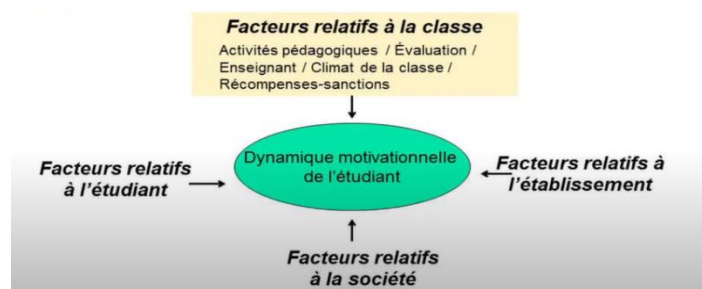 Facteurs relatifs à la classe
Activités pédagogiques / Évaluation /
Enseignant / Climat de la classe /
Récompenses-sanctions
Dynamique motivationnelle
de l'étudiant
Facteurs relatifs
à l'étudiant
Facteurs relatifs à
l'établissement
Facteurs relatifs
à la société